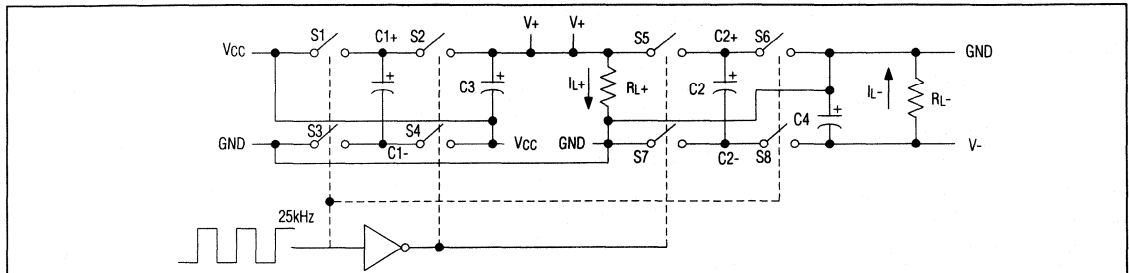 S1 C1+ S2 V+ V+ S5 C2+ S6
VCC GND
+ + IL+ RL+ + IL- RL-
C3 C2 C4 +
S3 S4 S7 S8
GND C1- VCC GND C2- V-
25kHz